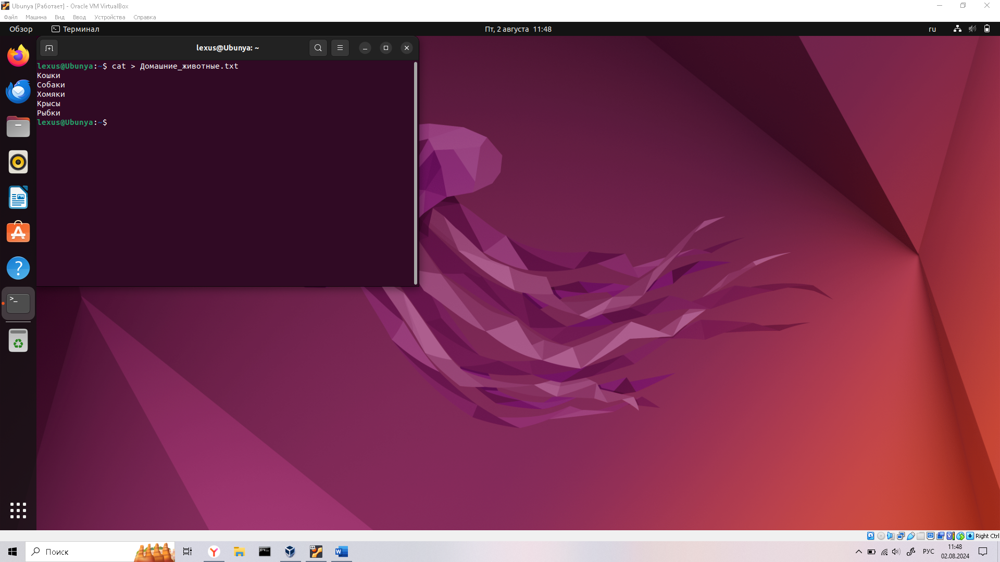 Ubunya [Работает] - Oracle VM VirtualBox
Файл Машина Вид Ввод Устройства Справка
Обзор Терминал Пт, 2 августа 11:48 ru
lexus@Ubunya: ~
lexus@Ubunya:~$ cat > Домашние_животные.txt
Кошки
Собаки
Хомяки
Крысы
Рыбки
lexus@Ubunya:~$
Right Ctrl
Поиск
РУС
11:48
02.08.2024